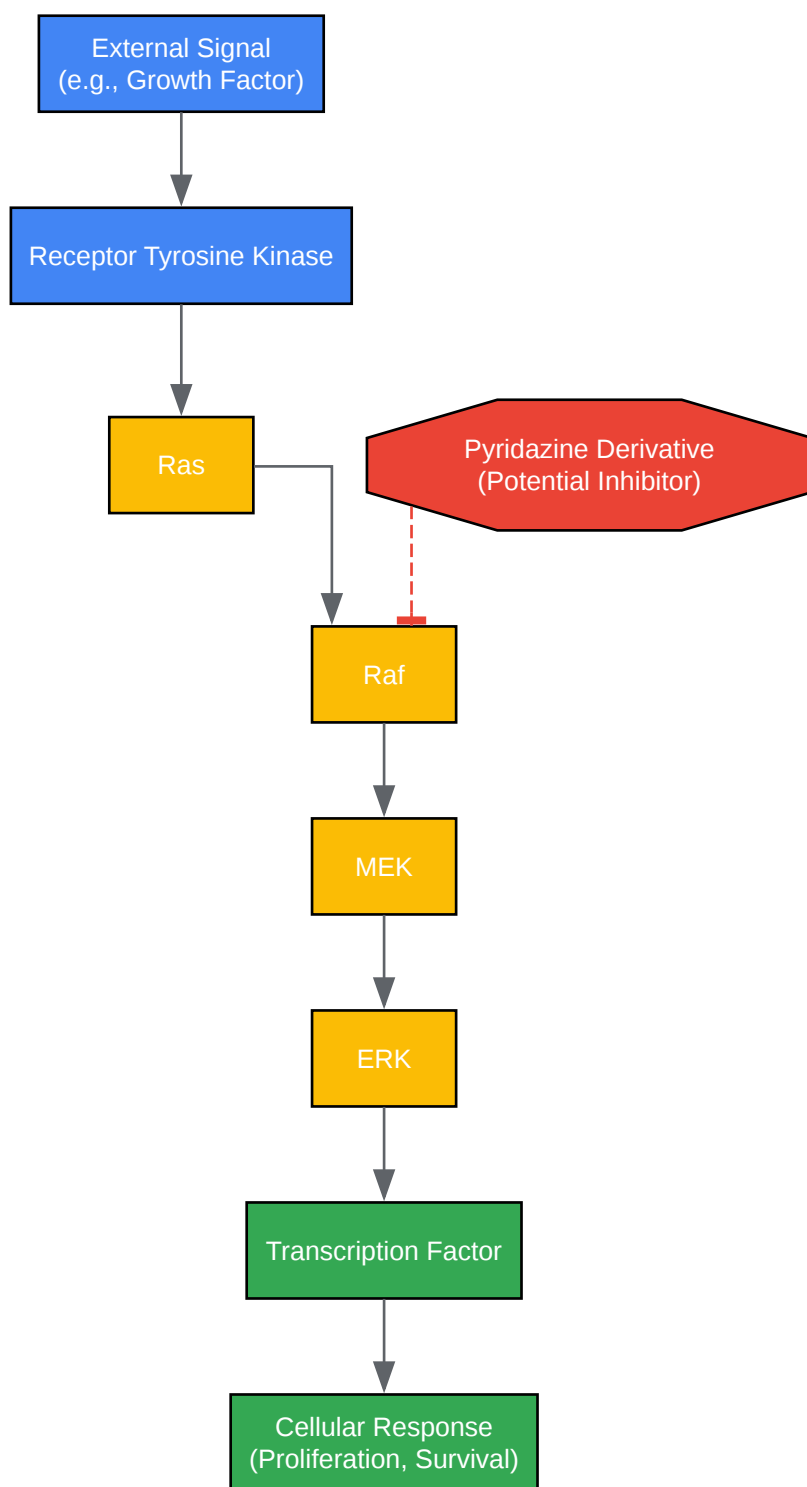 External Signal
(e.g., Growth Factor)
Receptor Tyrosine Kinase
Ras
Pyridazine Derivative
(Potential Inhibitor)
Raf
MEK
ERK
Transcription Factor
Cellular Response
(Proliferation, Survival)